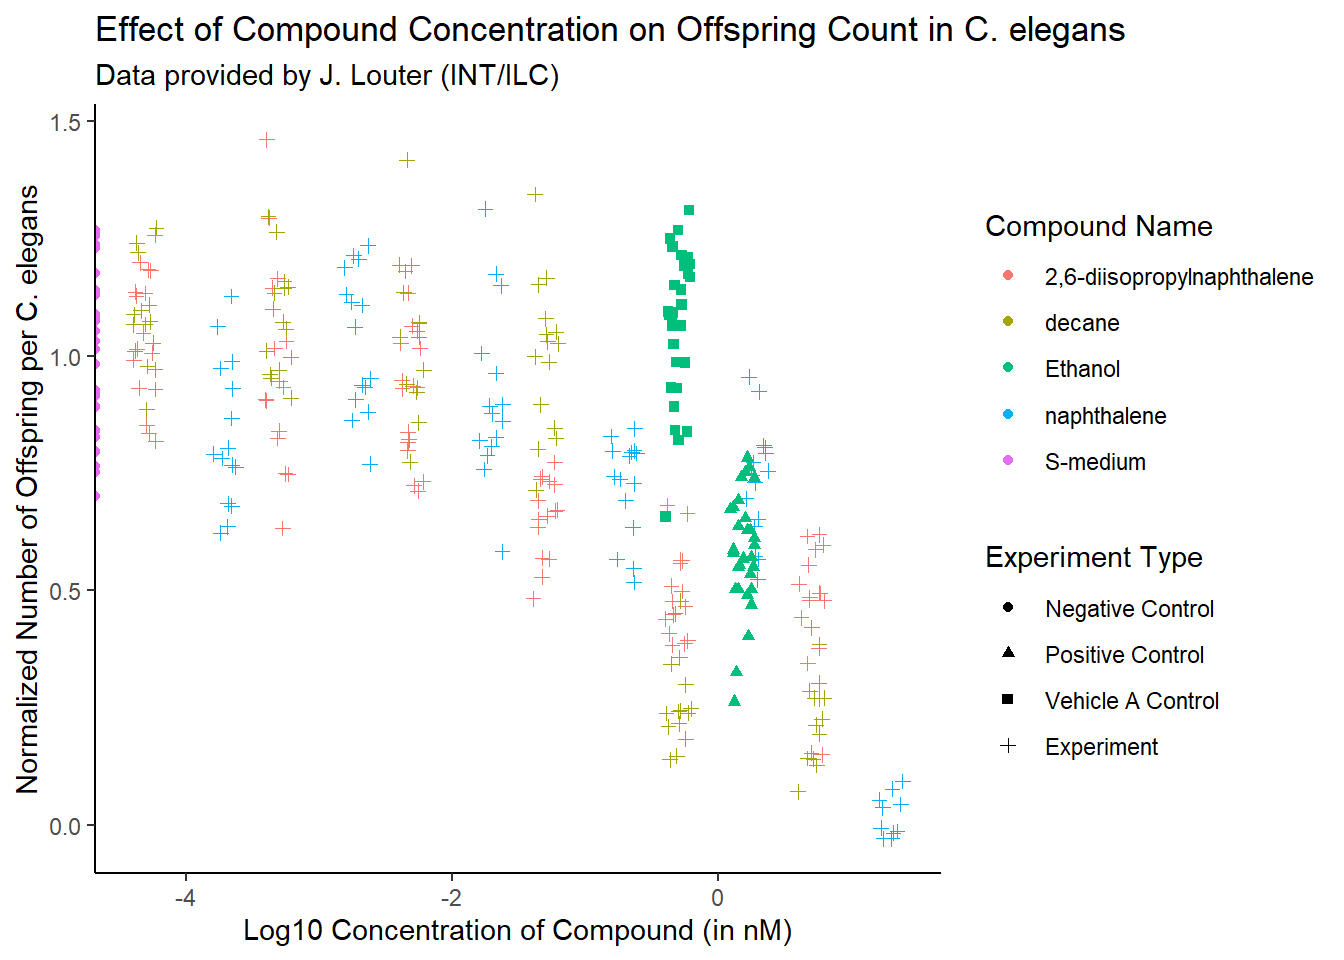 Effect of Compound Concentration on Offspring Count in C. elegans
Data provided by J. Louter (INT/ILC)
Normalized Number of Offspring per C. elegans
1.5
1.0
0.5
0.0
-4
-2
0
Log10 Concentration of Compound (in nM)
Compound Name
2,6-diisopropylnaphthalene
decane
Ethanol
naphthalene
S-medium
Experiment Type
Negative Control
Positive Control
Vehicle A Control
Experiment